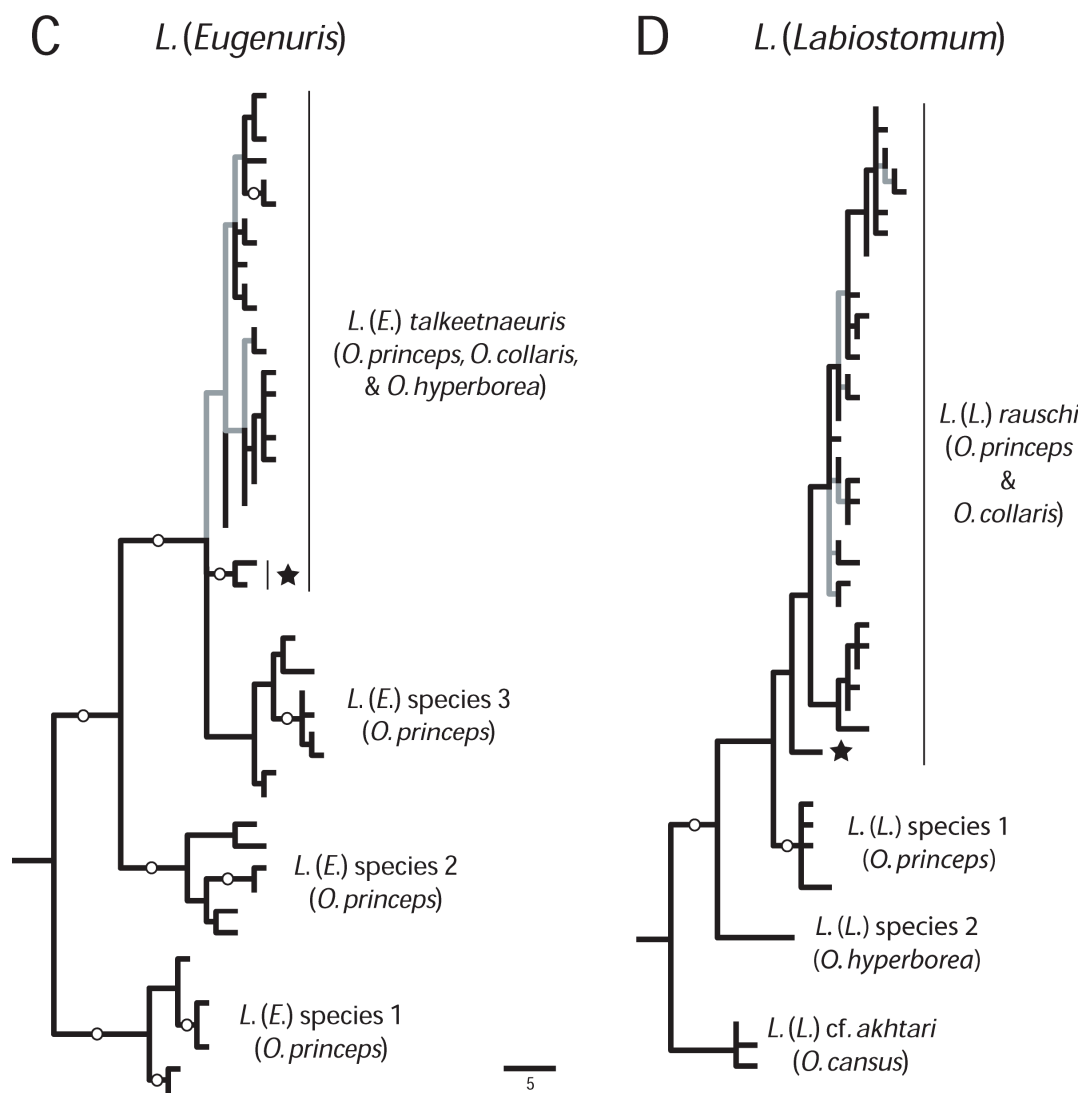 C
L. (Eugenuris)
L. (E.) talkeetnaeuris
(O. princeps, O. collaris,
& O. hyperborea)
L. (E.) species 3
(O. princeps)
L. (E.) species 2
(O. princeps)
L. (E.) species 1
(O. princeps)
5
D
L. (Labiostomum)
L. (L.) rauschi
(O. princeps
&
O. collaris)
L. (L.) species 1
(O. princeps)
L. (L.) species 2
(O. hyperborea)
L. (L.) cf. akhtari
(O. cansus)